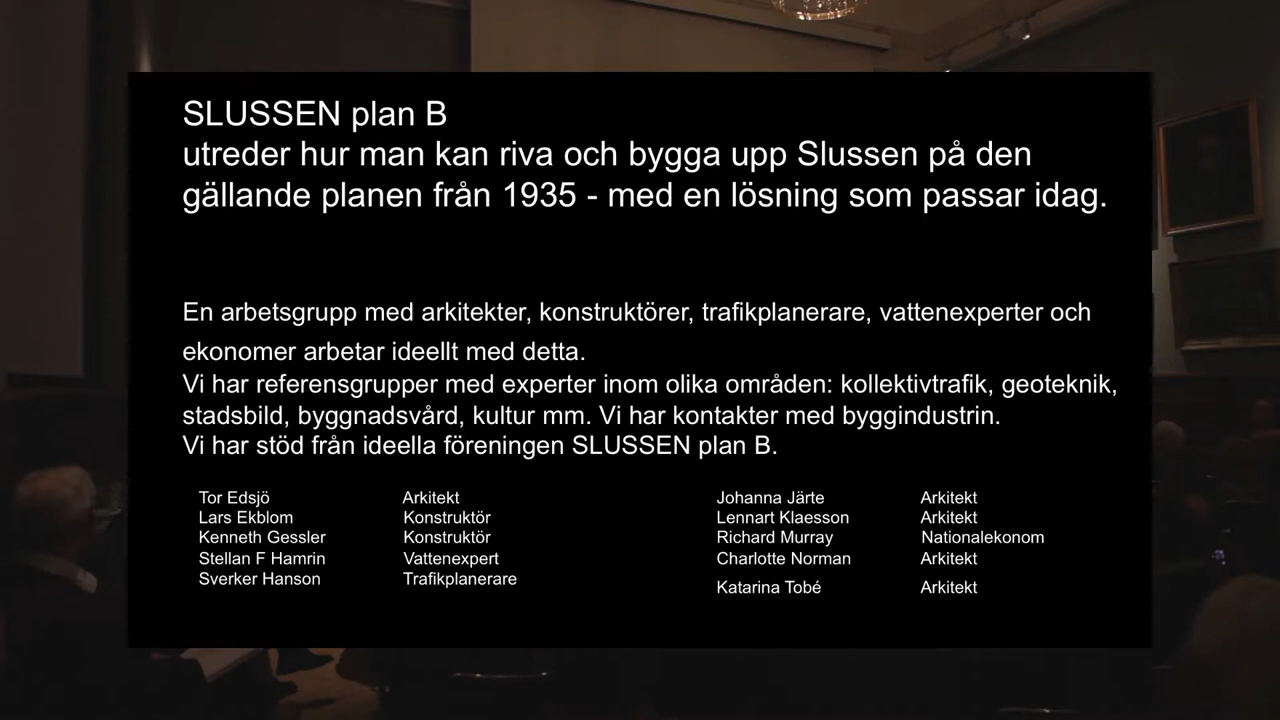 SLUSSEN plan B
utreder hur man kan riva och bygga upp Slussen på den
gällande planen från 1935 - med en lösning som passar idag.
En arbetsgrupp med arkitekter, konstruktörer, trafikplanerare, vattenexperter och
ekonomer arbetar ideellt med detta.
Vi har referensgrupper med experter inom olika områden: kollektivtrafik, geoteknik,
stadsbild, byggnadsvård, kultur mm. Vi har kontakter med byggindustrin.
Vi har stöd från ideella föreningen SLUSSEN plan B.
Tor Edsjö Arkitekt
Lars Ekblom Konstruktör
Kenneth Gessler Konstruktör
Stellan F Hamrin Vattenexpert
Sverker Hanson Trafikplanerare
Johanna Järte Arkitekt
Lennart Klaesson Arkitekt
Richard Murray Nationalekonom
Charlotte Norman Arkitekt
Katarina Tobé Arkitekt